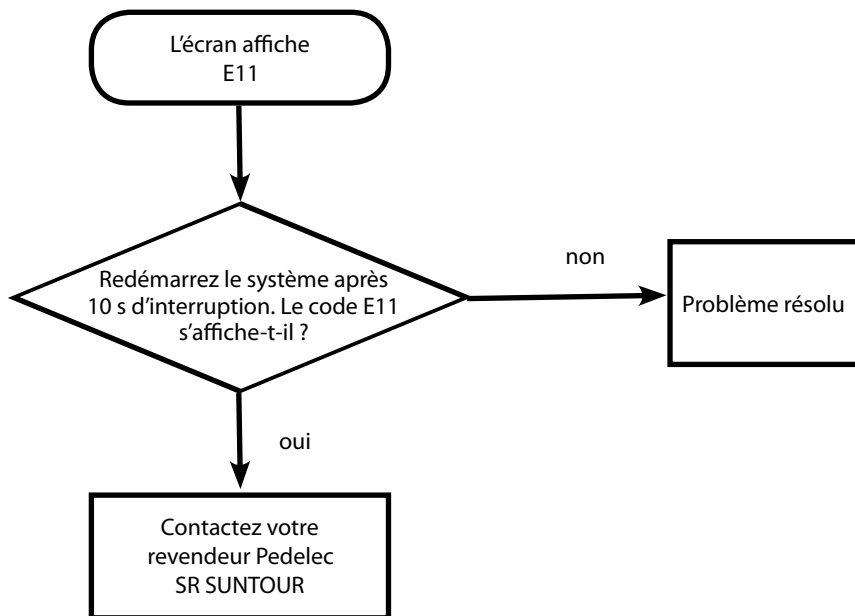 L’écran affiche
E11
Redémarrez le système après
10 s d’interruption. Le code E11
s’affiche-t-il ?
non
Problème résolu
oui
Contactez votre
revendeur Pedelec
SR SUNTOUR